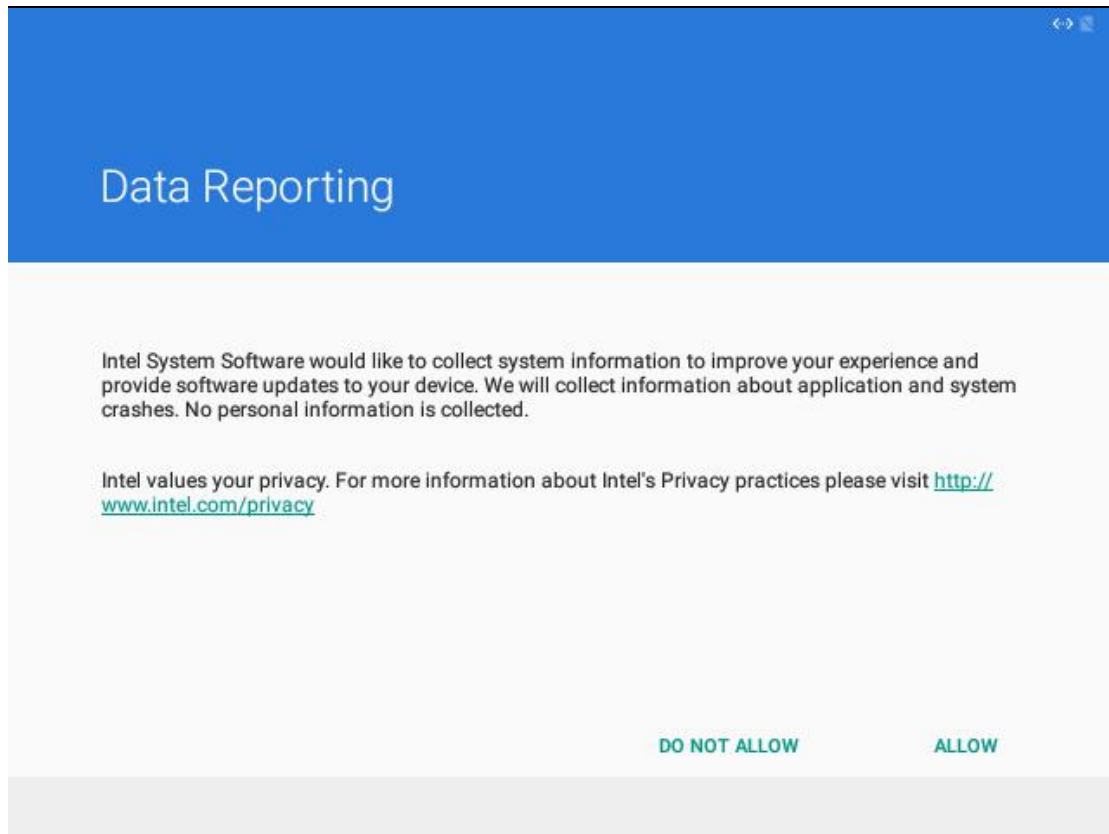 Data Reporting
Intel System Software would like to collect system information to improve your experience and
provide software updates to your device. We will collect information about application and system
crashes. No personal information is collected.
Intel values your privacy. For more information about Intel's Privacy practices please visit http://
www.intel.com/privacy
DO NOT ALLOW
ALLOW